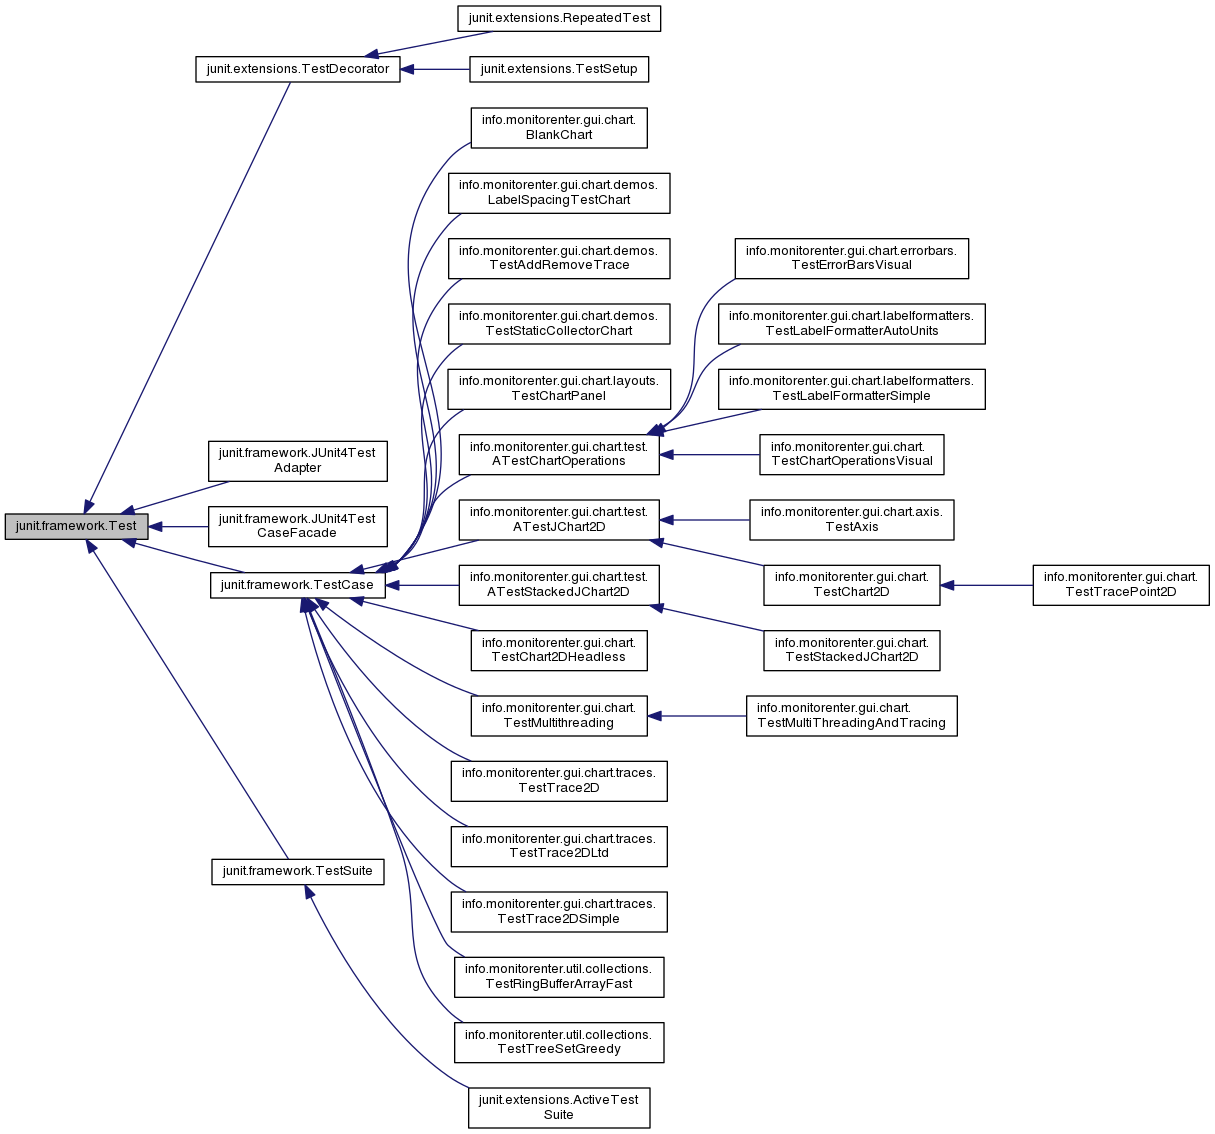 junit.extensions.RepeatedTest
junit.extensions.TestDecorator
junit.extensions.TestSetup
info.monitorenter.gui.chart.
BlankChart
info.monitorenter.gui.chart.demos.
LabelSpacingTestChart
info.monitorenter.gui.chart.demos.
TestAddRemoveTrace
info.monitorenter.gui.chart.errorbars.
TestErrorBarsVisual
info.monitorenter.gui.chart.demos.
TestStaticCollectorChart
info.monitorenter.gui.chart.labelformatters.
TestLabelFormatterAutoUnits
info.monitorenter.gui.chart.layouts.
TestChartPanel
info.monitorenter.gui.chart.labelformatters.
TestLabelFormatterSimple
junit.framework.JUnit4Test
Adapter
info.monitorenter.gui.chart.test.
ATestChartOperations
info.monitorenter.gui.chart.
TestChartOperationsVisual
junit.framework.Test
junit.framework.JUnit4Test
CaseFacade
info.monitorenter.gui.chart.test.
ATestJChart2D
info.monitorenter.gui.chart.axis.
TestAxis
junit.framework.TestCase
info.monitorenter.gui.chart.test.
ATestStackedJChart2D
info.monitorenter.gui.chart.
TestChart2D
info.monitorenter.gui.chart.
TestTracePoint2D
info.monitorenter.gui.chart.
TestChart2DHeadless
info.monitorenter.gui.chart.
TestStackedJChart2D
info.monitorenter.gui.chart.
TestMultithreading
info.monitorenter.gui.chart.
TestMultiThreadingAndTracing
info.monitorenter.gui.chart.traces.
TestTrace2D
info.monitorenter.gui.chart.traces.
TestTrace2DLtd
junit.framework.TestSuite
info.monitorenter.gui.chart.traces.
TestTrace2DSimple
info.monitorenter.util.collections.
TestRingBufferArrayFast
info.monitorenter.util.collections.
TestTreeSetGreedy
junit.extensions.ActiveTest
Suite